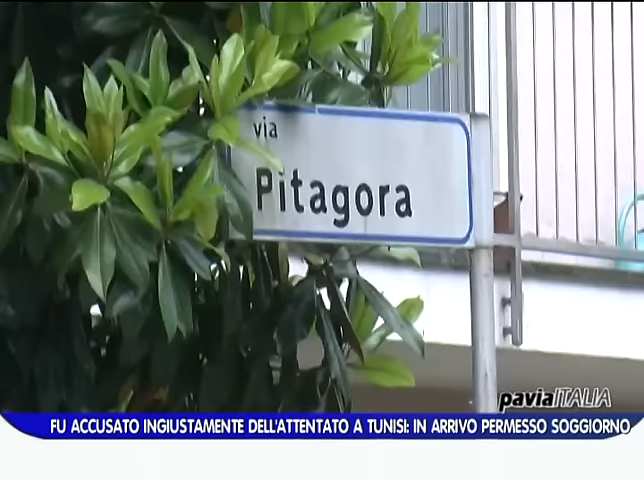 via
Pitagora
paviaITALIA
FU ACCUSATO INGIUSTAMENTE DELL'ATTENTATO A TUNISI: IN ARRIVO PERMESSO SOGGIORNO